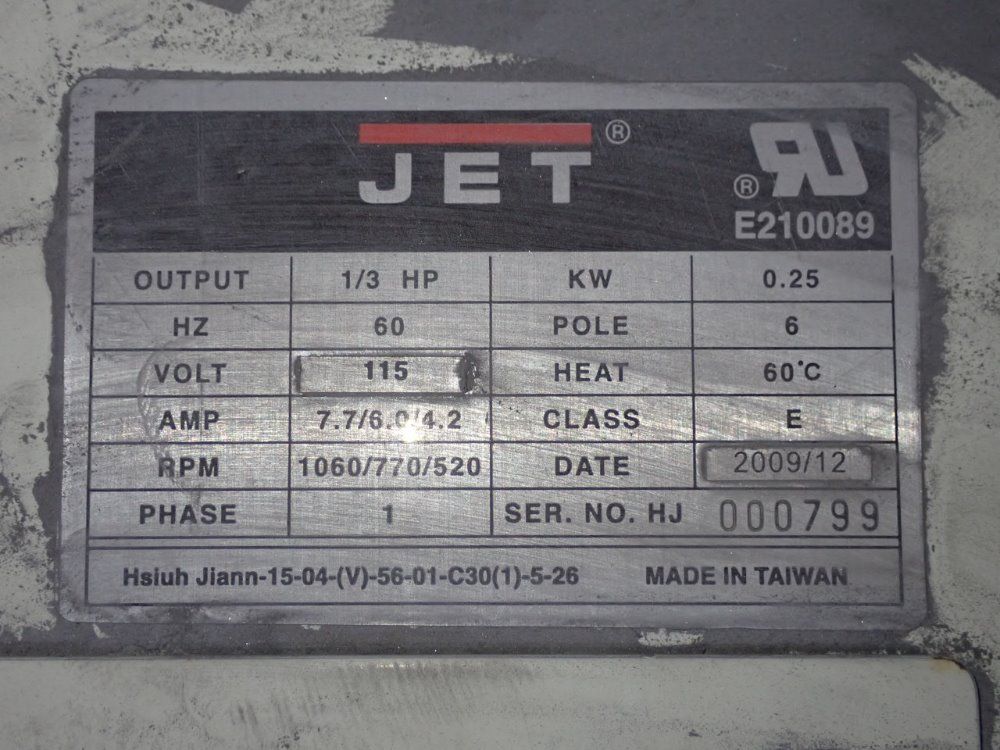 JET®
® RU
E210089
OUTPUT 1/3 HP KW 0.25
HZ 60 POLE 6
VOLT 115 HEAT 60°C
AMP 7.7/6.0/4.2 CLASS E
RPM 1060/770/520 DATE 2009/12
PHASE 1 SER. NO. HJ 000799
Hsiuh Jiann-15-04-(V)-56-01-C30(1)-5-26 MADE IN TAIWAN